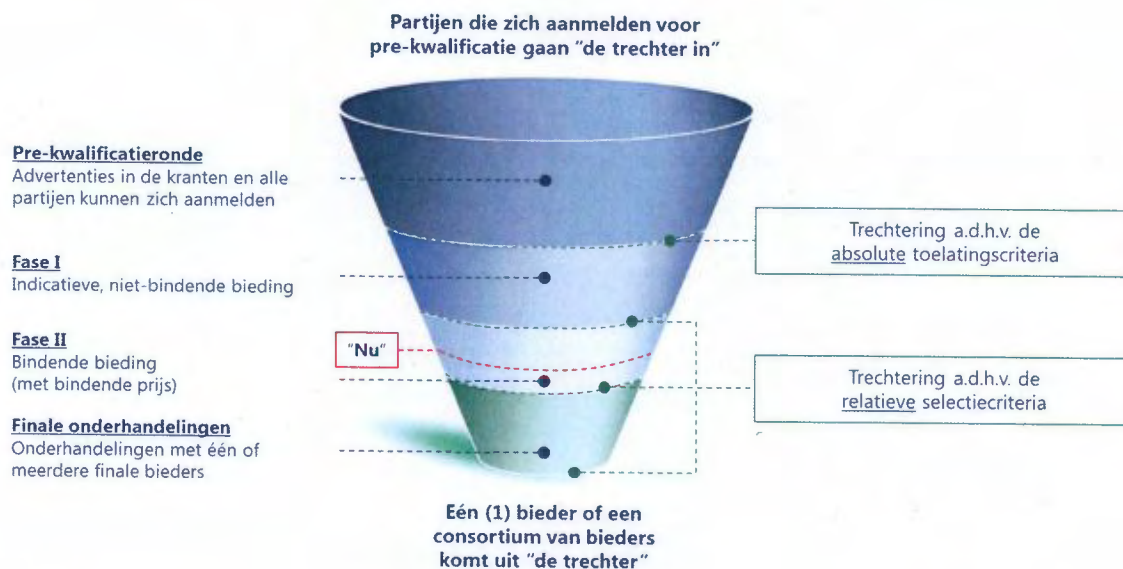 Partijen die zich aanmelden voor
pre-kwalificatie gaan "de trechter in"
Pre-kwalificatieronde
Advertenties in de kranten en alle
partijen kunnen zich aanmelden
Fase I
Indicatieve, niet-bindende bieding
Fase II
Bindende bieding
(met bindende prijs)
Finale onderhandelingen
Onderhandelingen met één of
meerdere finale bieders
"Nu"
Trechtering a.d.h.v. de
absolute toelatingscriteria
Trechtering a.d.h.v. de
relatieve selectiecriteria
Eén (1) bieder of een
consortium van bieders
komt uit "de trechter"